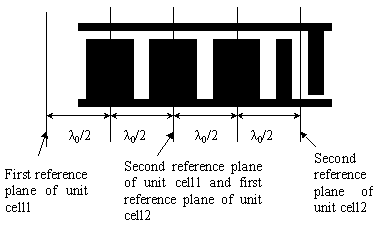 λ0/2 λ0/2 λ0/2 λ0/2
First reference
plane of unit
cell1
Second reference plane
of unit cell1 and first
reference plane of unit
cell2
Second
reference
plane of
unit cell2